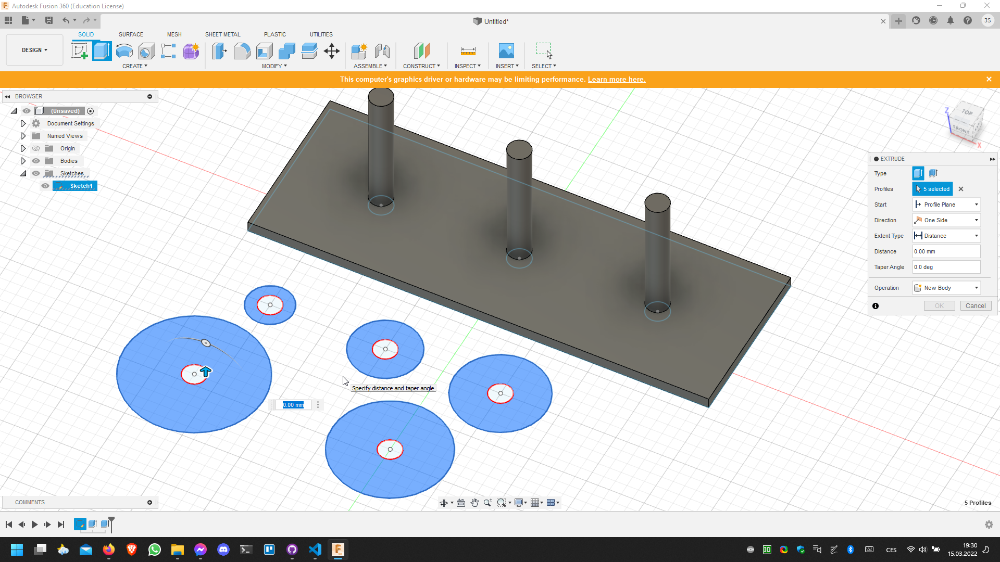 Autodesk Fusion 360 (Education License)
Untitled*
JS
DESIGN
SOLID
SURFACE
MESH
SHEET METAL
PLASTIC
UTILITIES
CREATE
MODIFY
ASSEMBLE
CONSTRUCT
INSPECT
INSERT
SELECT
This computer's graphics driver or hardware may be limiting performance. Learn more here.
BROWSER
(Unsaved)
Document Settings
Named Views
Origin
Bodies
Sketches
Sketch1
Z
TOP
FRONT
X
EXTRUDE
Type
Profiles
5 selected
Start
Profile Plane
Direction
One Side
Extent Type
Distance
Distance
0.00 mm
Taper Angle
0.0 deg
Operation
New Body
OK
Cancel
Specify distance and taper angle
0.00 mm
COMMENTS
5 Profiles
ID
CES
19:30
15.03.2022